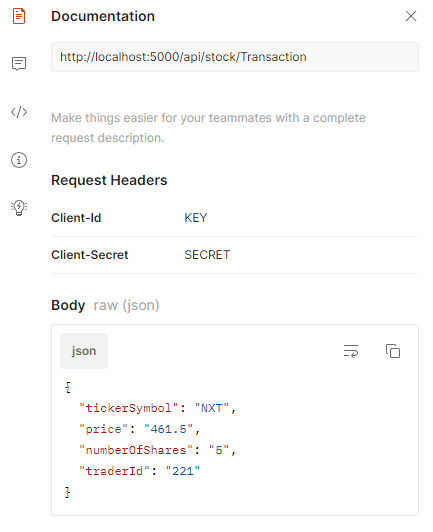 Documentation
http://localhost:5000/api/stock/Transaction
Make things easier for your teammates with a complete
request description.
Request Headers
Client-Id KEY
Client-Secret SECRET
Body raw (json)
json
{
"tickerSymbol": "NXT",
"price": "461.5",
"numberOfShares": "5",
"traderId": "221"
}